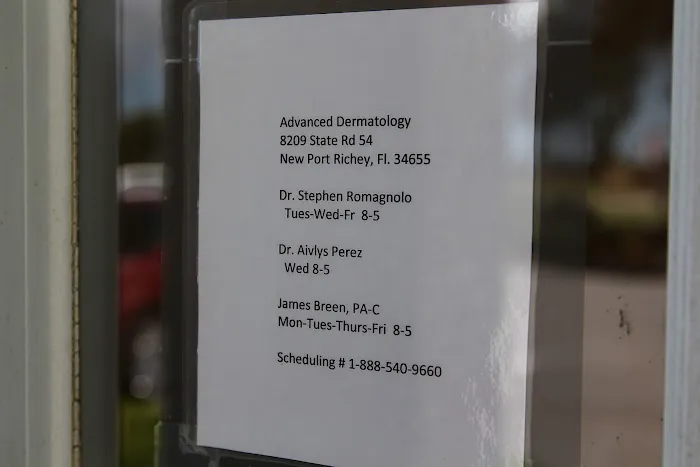 Advanced Dermatology
8209 State Rd 54
New Port Richey, Fl. 34655
Dr. Stephen Romagnolo
Tues-Wed-Fr 8-5
Dr. Aivlys Perez
Wed 8-5
James Breen, PA-C
Mon-Tues-Thurs-Fri 8-5
Scheduling # 1-888-540-9660